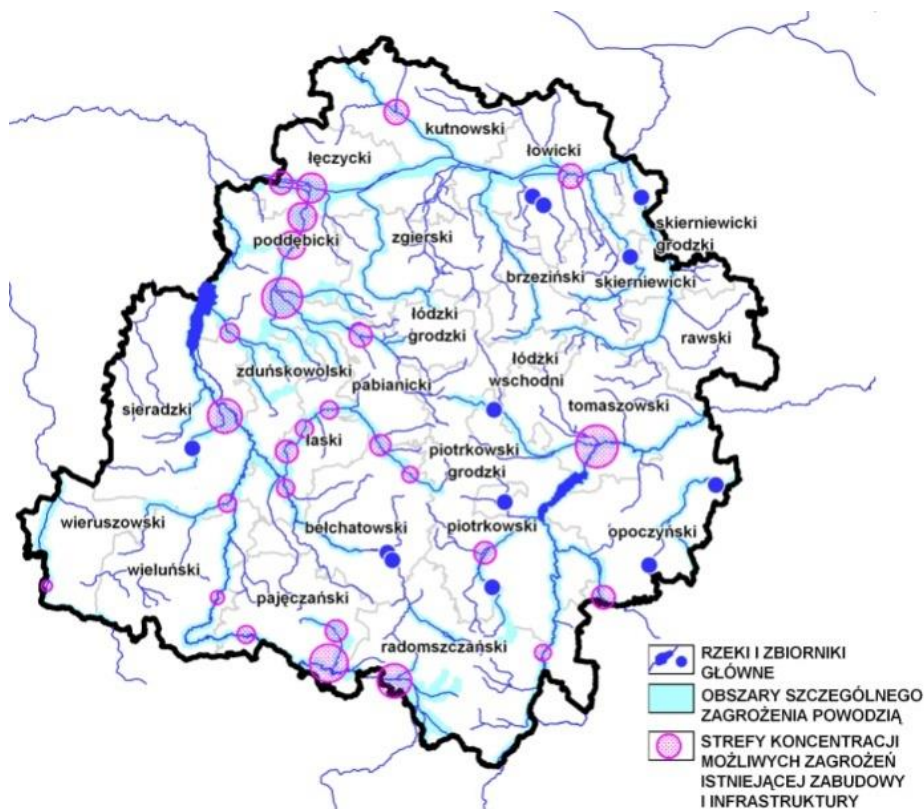 kutnowski
łowicki
łęczycki
skierniewicki
grodzki
poddębicki
zgierski
brzeziński
skierniewicki
łódzki
grodzki
rawski
łódzki
wschodni
zduńskowolski
pabianicki
tomaszowski
sieradzki
łaski
piotrkowski
grodzki
wieruszowski
bełchatowski
piotrkowski
opoczyński
wieluński
pajęczański
radomszczański
RZEKI I ZBIORNIKI
GŁÓWNE
OBSZARY SZCZEGÓLNEGO
ZAGROŻENIA POWODZIĄ
STREFY KONCENTRACJI
MOŻLIWYCH ZAGROŻEŃ
ISTNIEJĄCEJ ZABUDOWY
I INFRASTRUKTURY